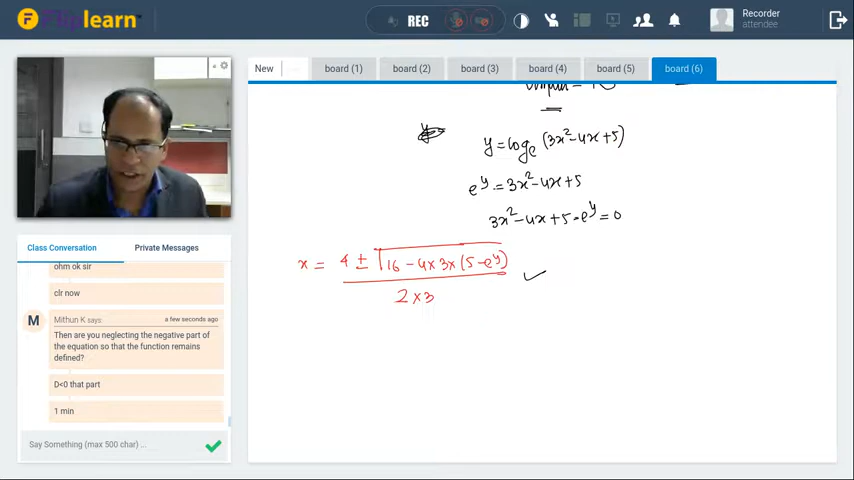 Fliplearn
REC
Recorder
attendee
New
board (1)
board (2)
board (3)
board (4)
board (5)
board (6)
y = log_e (3x² - 4x + 5)
e^y = 3x² - 4x + 5
3x² - 4x + 5 - e^y = 0
x = 4 ± √16 - 4 × 3 × (5 - e^y)
2 × 3
Class Conversation
Private Messages
ohm ok sir
clr now
M
Mithun K says:
a few seconds ago
Then are you neglecting the negative part of
the equation so that the function remains
defined?
D<0 that part
1 min
Say Something (max 500 char) ...